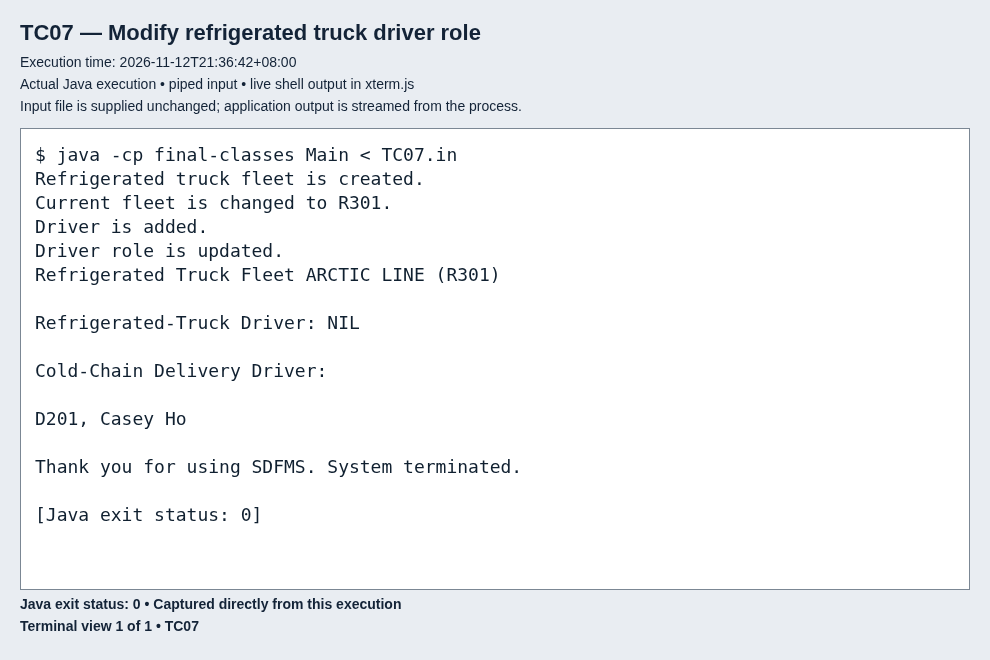 TC07 — Modify refrigerated truck driver role
Execution time: 2026-11-12T21:36:42+08:00
Actual Java execution • piped input • live shell output in xterm.js
Input file is supplied unchanged; application output is streamed from the process.
$ java -cp final-classes Main < TC07.in
Refrigerated truck fleet is created.
Current fleet is changed to R301.
Driver is added.
Driver role is updated.
Refrigerated Truck Fleet ARCTIC LINE (R301)
Refrigerated-Truck Driver: NIL
Cold-Chain Delivery Driver:
D201, Casey Ho
Thank you for using SDFMS. System terminated.
[Java exit status: 0]
Java exit status: 0 • Captured directly from this execution
Terminal view 1 of 1 • TC07